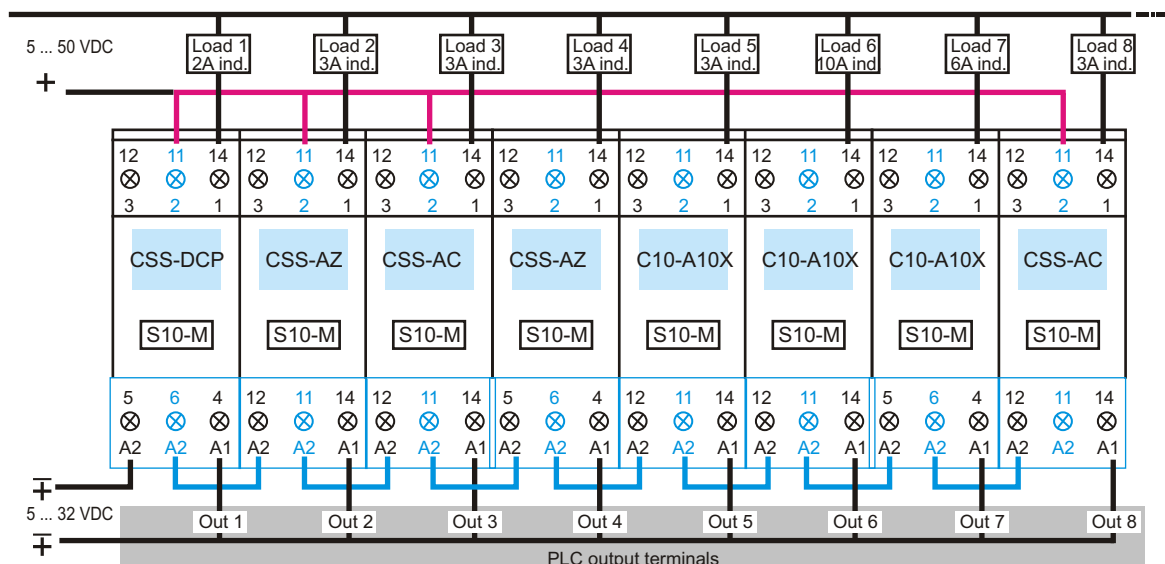 5 ... 50 VDC
Load 1 Load 2 Load 3 Load 4 Load 5 Load 6 Load 7 Load 8
2A ind. 3A ind. 3A ind. 3A ind. 3A ind. 10A ind. 6A ind. 3A ind.
+
12 11 14 12 11 14 12 11 14 12 11 14 12 11 14 12 11 14 12 11 14 12 11 14
3 2 1 3 2 1 3 2 1 3 2 1 3 2 1 3 2 1 3 2 1 3 2 1
CSS-DCP CSS-AZ CSS-AC CSS-AZ C10-A10X C10-A10X C10-A10X CSS-AC
S10-M S10-M S10-M S10-M S10-M S10-M S10-M S10-M
5 6 4 12 11 14 12 11 14 5 6 4 12 11 14 12 11 14 5 6 4 12 11 14
A2 A2 A1 A2 A2 A1 A2 A2 A1 A2 A2 A1 A2 A2 A1 A2 A2 A1 A2 A2 A1 A2 A2 A1
5 ... 32 VDC
Out 1 Out 2 Out 3 Out 4 Out 5 Out 6 Out 7 Out 8
PLC output terminals